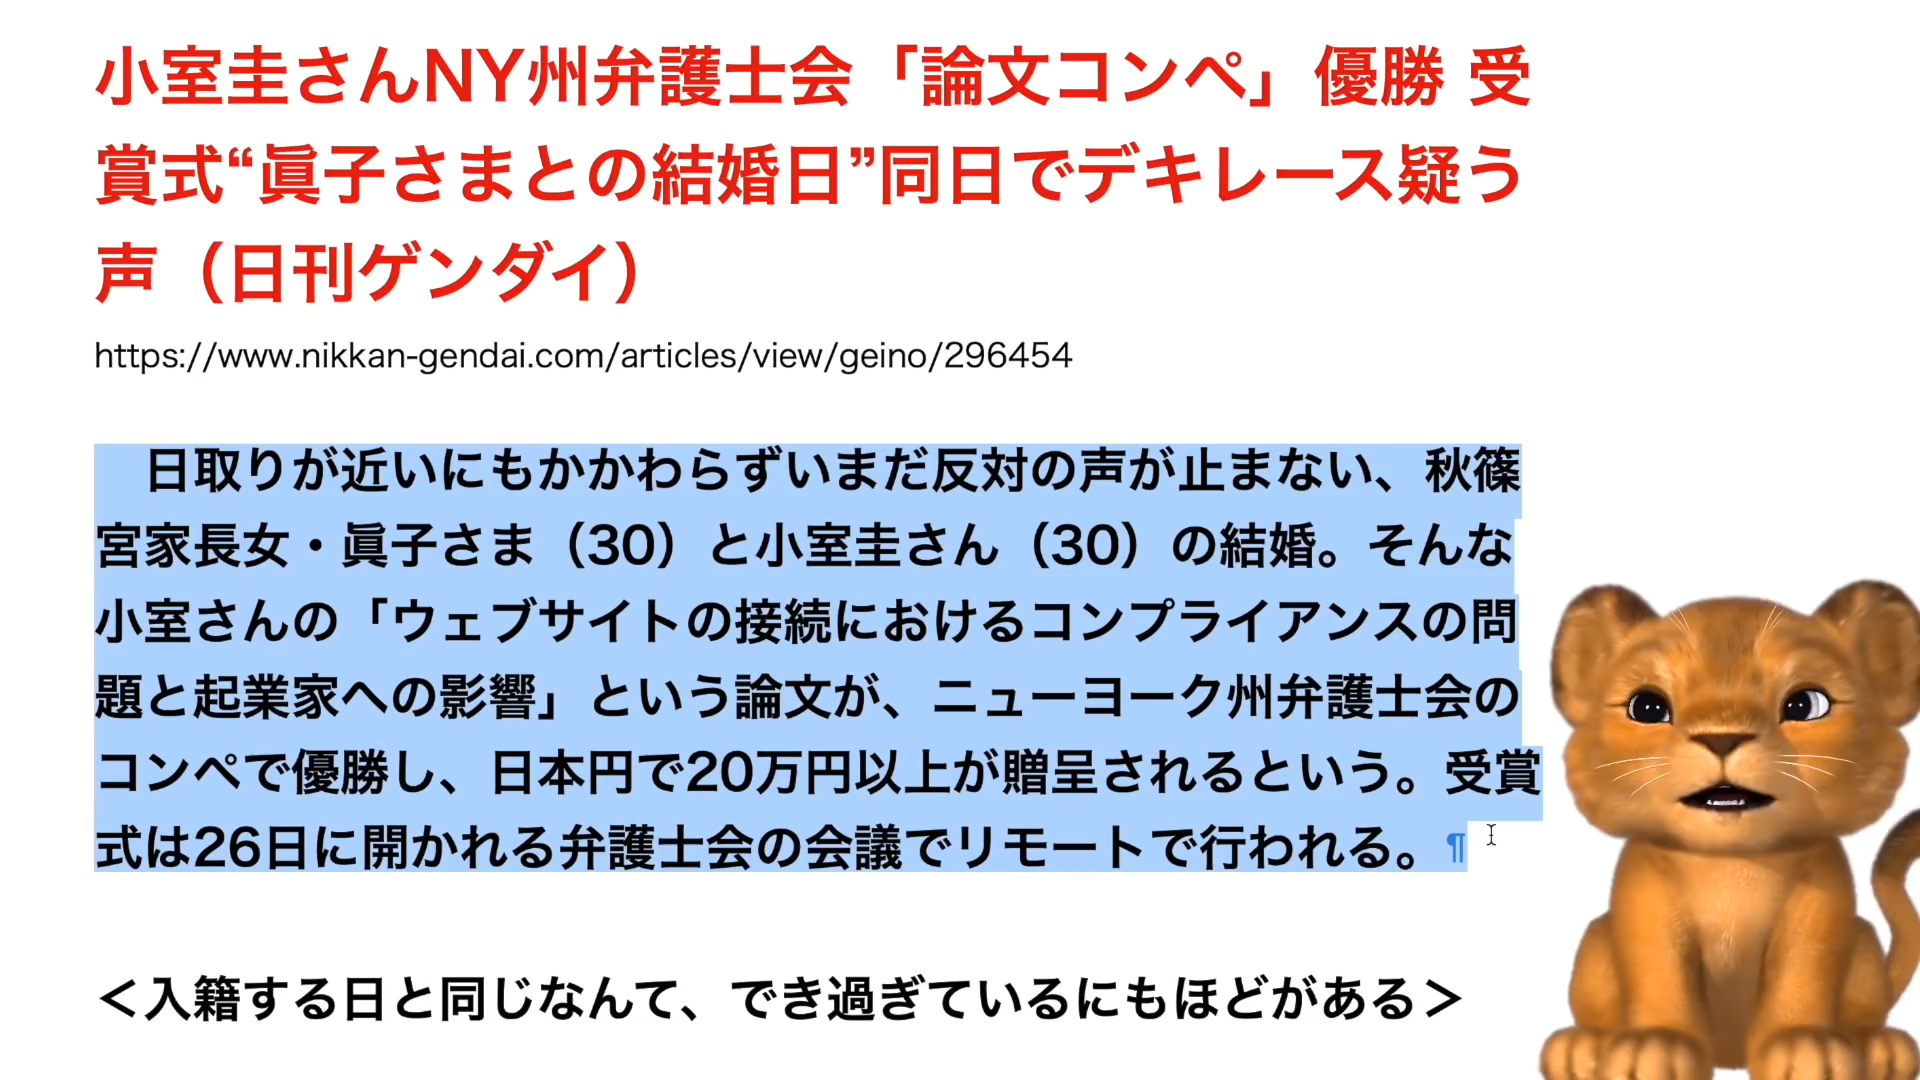 小室圭さんNY州弁護士会「論文コンペ」優勝 受
賞式“眞子さまとの結婚日”同日でデキレース疑う
声（日刊ゲンダイ）
https://www.nikkan-gendai.com/articles/view/geino/296454
日取りが近いにもかかわらずいまだ反対の声が止まない、秋篠
宮家長女・眞子さま（30）と小室圭さん（30）の結婚。そんな
小室さんの「ウェブサイトの接続におけるコンプライアンスの問
題と起業家への影響」という論文が、ニューヨーク州弁護士会の
コンペで優勝し、日本円で20万円以上が贈呈されるという。受賞
式は26日に開かれる弁護士会の会議でリモートで行われる。
＜入籍する日と同じなんて、でき過ぎているにもほどがある＞